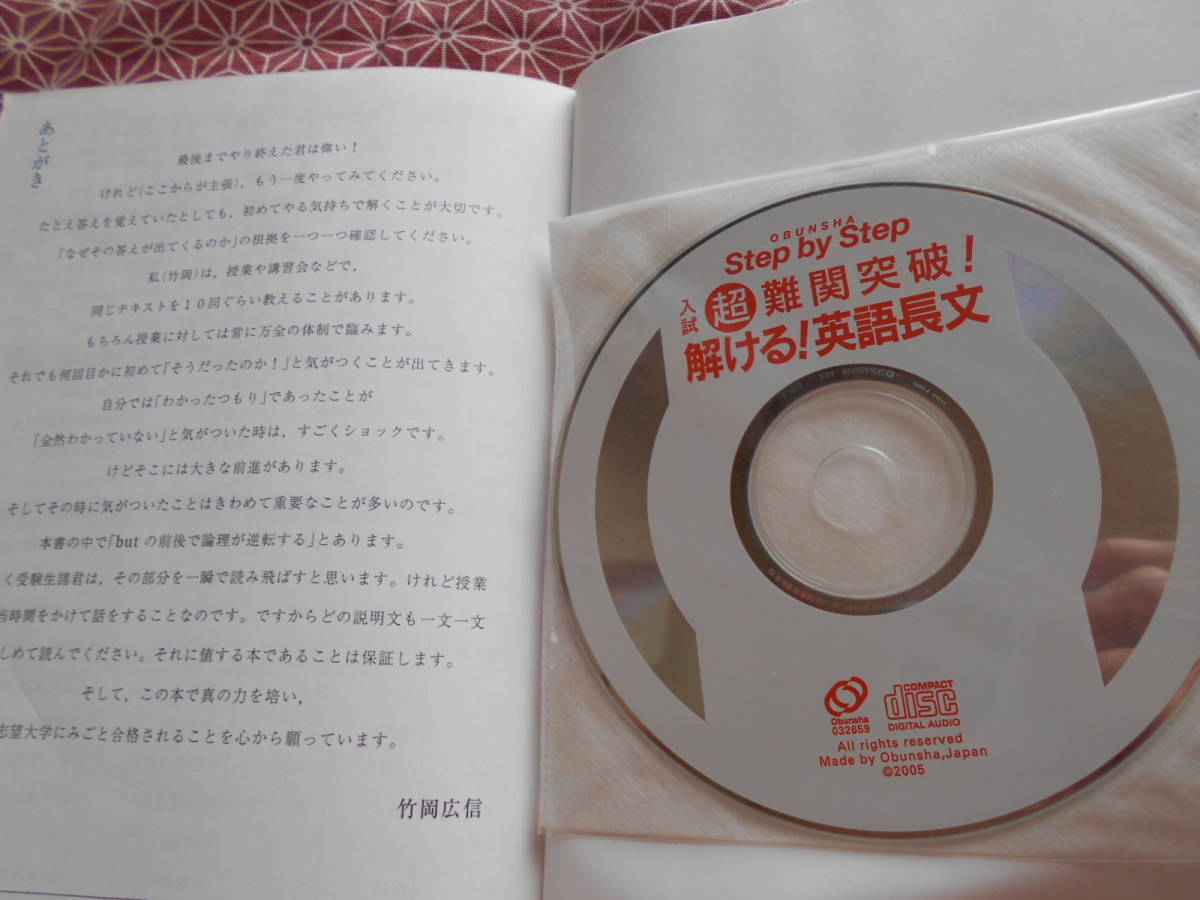 あとがき
最後までやり終えた君は偉い！
けれど(ここからが主張)，もう一度やってみてください。
たとえ答えを覚えていたとしても，初めてやる気持ちで解くことが大切です。
「なぜその答えが出てくるのか」の根拠を一つ一つ確認してください。
私(竹岡)は，授業や講習会などで，
同じテキストを１０回ぐらい教えることがあります。
もちろん授業に対しては常に万全の体制で臨みます。
それでも何回目かに初めて「そうだったのか！」と気がつくことが出てきます。
自分では「わかったつもり」であったことが
「全然わかっていない」と気がついた時は，すごくショックです。
けどそこには大きな前進があります。
そしてその時に気がついたことはきわめて重要なことが多いのです。
本書の中で「but の前後で論理が逆転する」とあります。
く受験生諸君は，その部分を一瞬で読み飛ばすと思います。けれど授業
当時間をかけて話をすることなのです。ですからどの説明文も一文一文
しめて読んでください。それに値する本であることは保証します。
そして，この本で真の力を培い，
志望大学にみごと合格されることを心から願っています。
竹岡広信
OBUNSHA
Step by Step
入試 超 難関突破！
解ける！英語長文
Obunsha
032659
COMPACT
disc
DIGITAL AUDIO
All rights reserved
Made by Obunsha,Japan
©2005